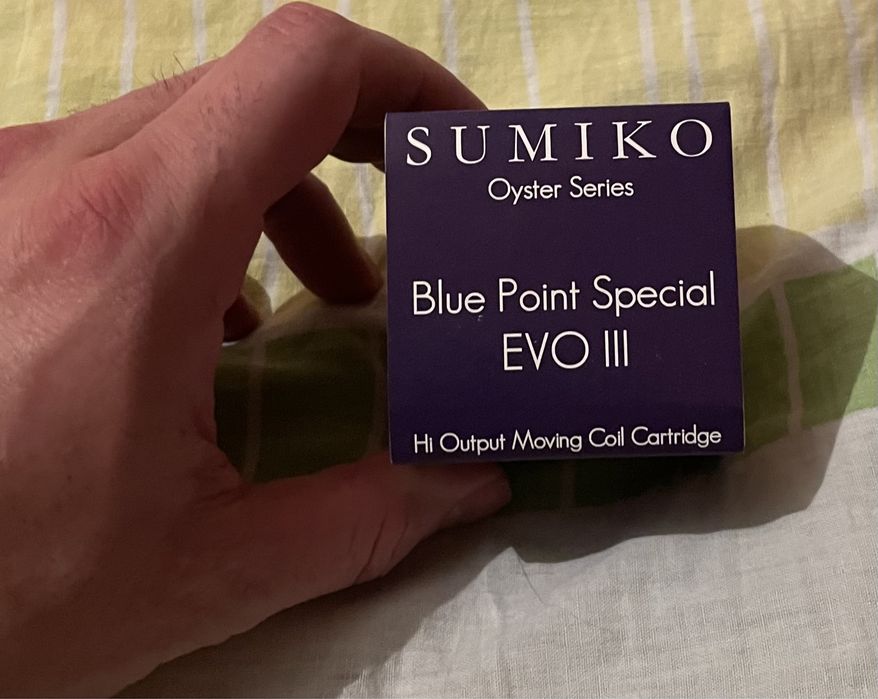 SUMIKO
Oyster Series
Blue Point Special
EVO III
Hi Output Moving Coil Cartridge